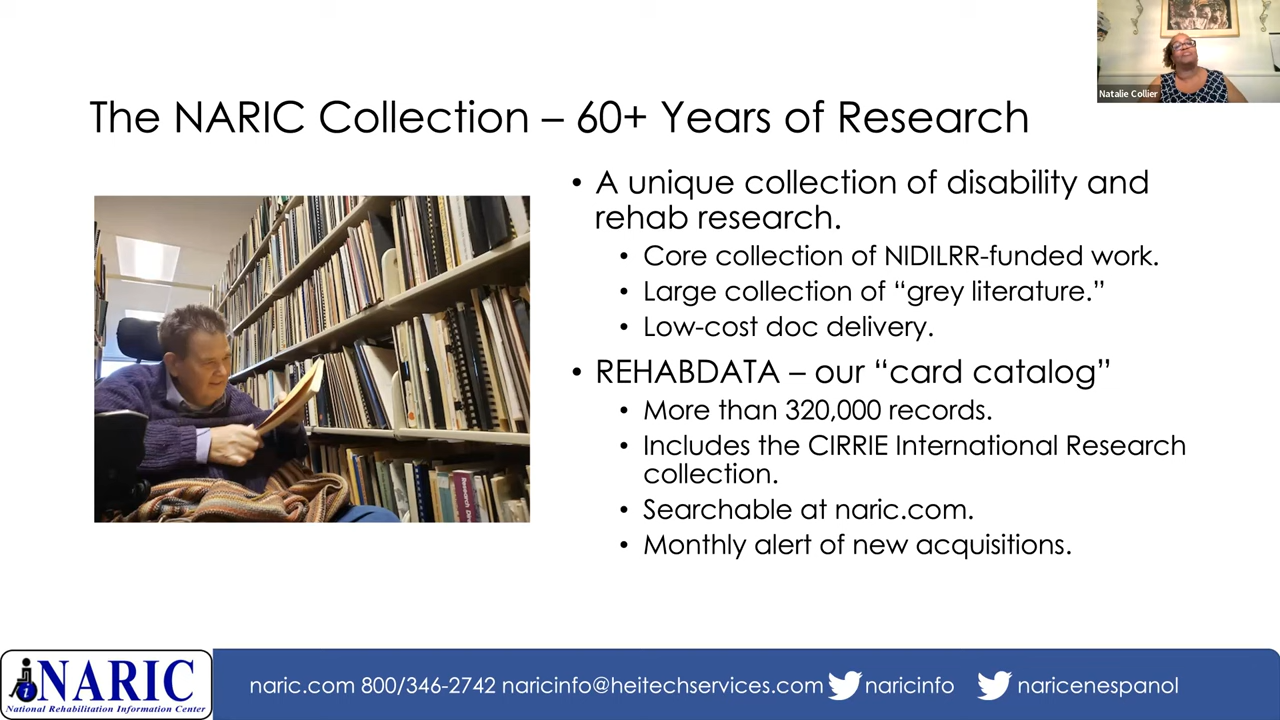 Natalie Collier
The NARIC Collection – 60+ Years of Research
• A unique collection of disability and
rehab research.
• Core collection of NIDILRR-funded work.
• Large collection of “grey literature.”
• Low-cost doc delivery.
• REHABDATA – our “card catalog”
• More than 320,000 records.
• Includes the CIRRIE International Research
collection.
• Searchable at naric.com.
• Monthly alert of new acquisitions.
NARIC
National Rehabilitation Information Center
naric.com 800/346-2742 naricinfo@heitechservices.com naricinfo naricenespanol